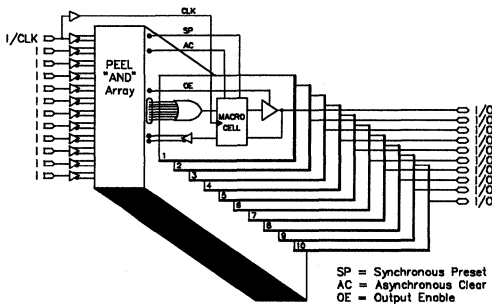 CLK
I/CLK
SP
AC
PEEL
"AND"
Array
OE
MACRO
CELL
I
I
I
I
I
I
I
I
I
I
I
I/O
I/O
I/O
I/O
I/O
I/O
I/O
I/O
I/O
I/O
1
2
3
4
5
6
7
8
9
10
SP = Synchronous Preset
AC = Asynchronous Clear
OE = Output Enable